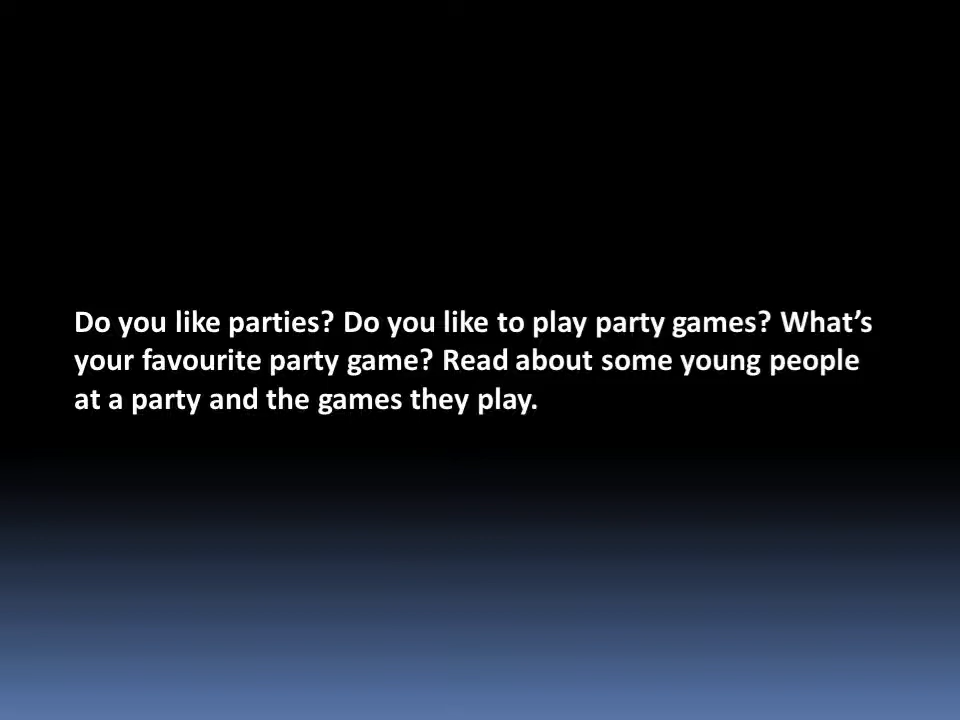 Do you like parties? Do you like to play party games? What’s
your favourite party game? Read about some young people
at a party and the games they play.